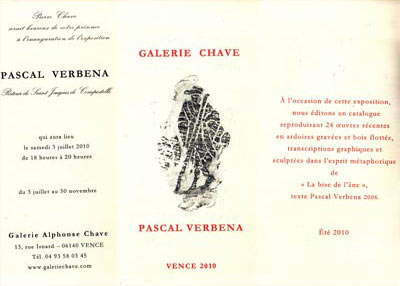 Pierre Chave
serait heureux de votre présence
à l'inauguration de l'exposition
PASCAL VERBENA
Retour de Saint Jacques de Compostelle
qui aura lieu
le samedi 3 juillet 2010
de 18 heures à 20 heures
du 3 juillet au 30 novembre
Galerie Alphonse Chave
13, rue Isnard – 06140 VENCE
Tél. 04 93 58 03 45
www.galeriechave.com
GALERIE CHAVE
PASCAL VERBENA
VENCE 2010
À l'occasion de cette exposition,
nous éditons un catalogue
reproduisant 24 œuvres récentes
en ardoises gravées et bois flottés,
transcriptions graphiques et
sculptées dans l'esprit métaphorique
de
« La bise de l'âne »,
texte Pascal Verbena 2006.
Été 2010